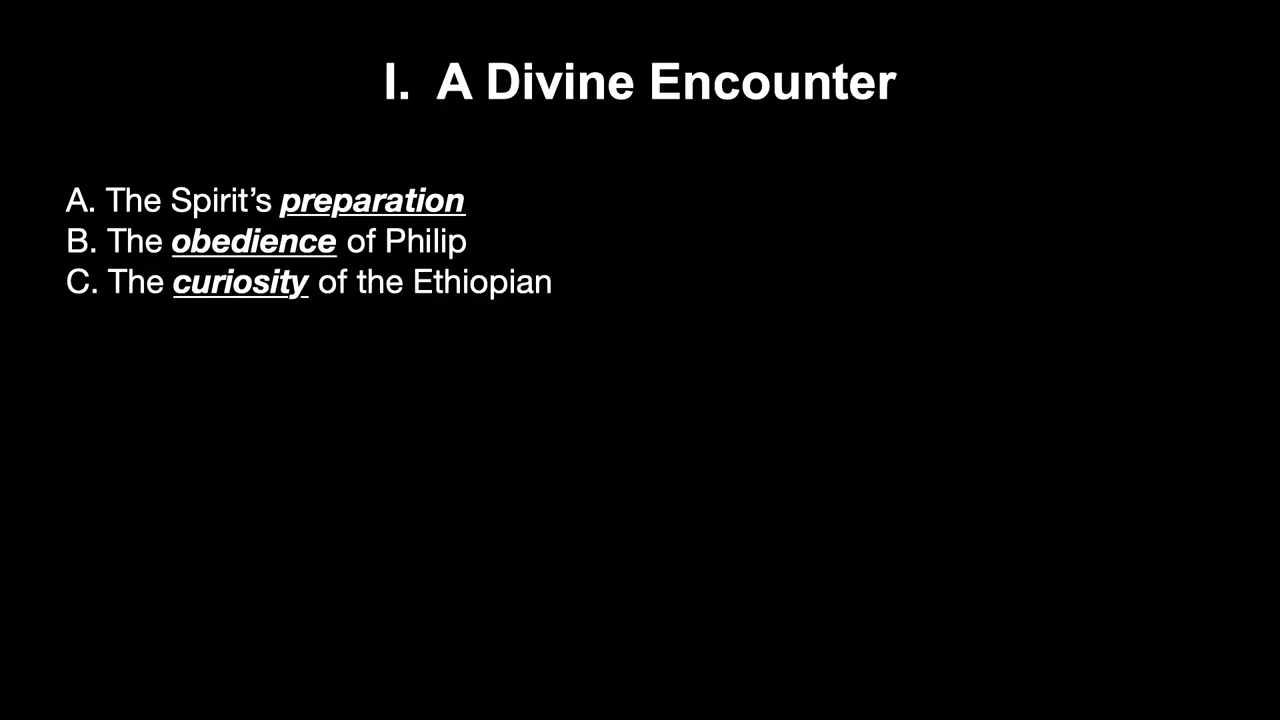 I. A Divine Encounter
A. The Spirit’s preparation
B. The obedience of Philip
C. The curiosity of the Ethiopian